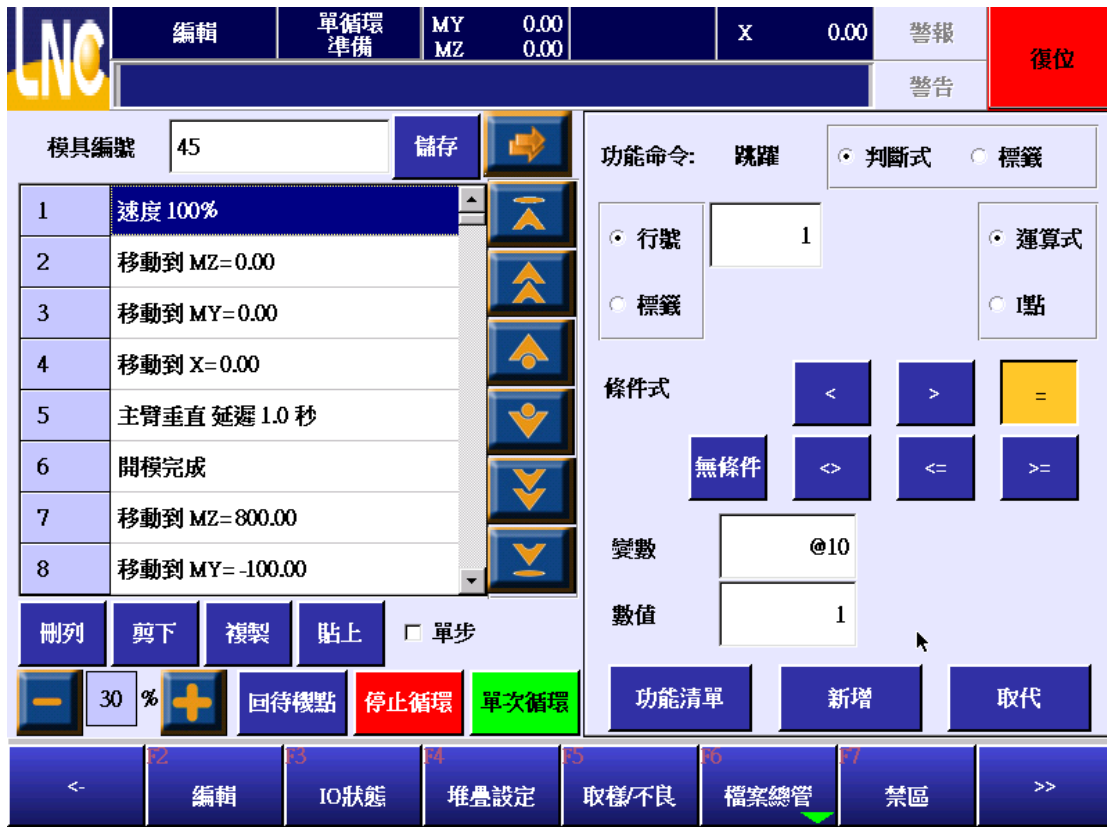 LNC
編輯
單循環
準備
MY 0.00
MZ 0.00
X 0.00
警報
警告
復位
模具編號 45 儲存
1 速度 100%
2 移動到 MZ=0.00
3 移動到 MY=0.00
4 移動到 X=0.00
5 主臂垂直 延遲 1.0 秒
6 開模完成
7 移動到 MZ=800.00
8 移動到 MY=-100.00
刪列 剪下 複製 貼上 單步
30 % 回待機點 停止循環 單次循環
功能命令: 跳躍 判斷式 標籤
行號 1 運算式
標籤 I點
條件式 < > =
無條件 <> <= >=
變數 @10
數值 1
功能清單 新增 取代
<-
F2 編輯
F3 IO狀態
F4 堆疊設定
F5 取樣/不良
F6 檔案總管
F7 禁區
>>